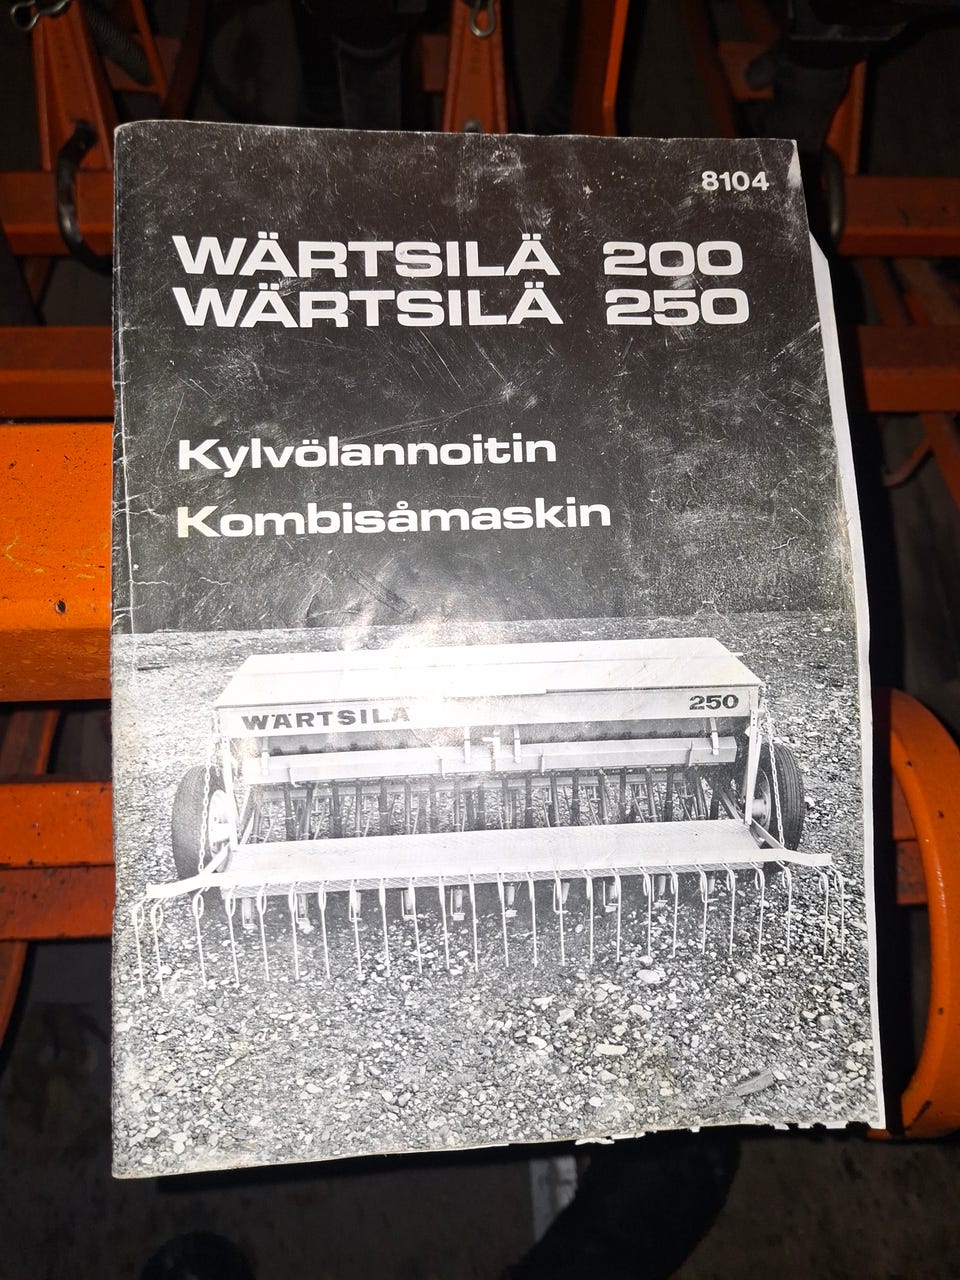 8104
WÄRTSILÄ 200
WÄRTSILÄ 250
Kylvölannoitin
Kombisåmaskin
WÄRTSILÄ 250